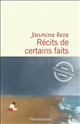 Yasmina Reza
Récits de
certains faits
Flammarion